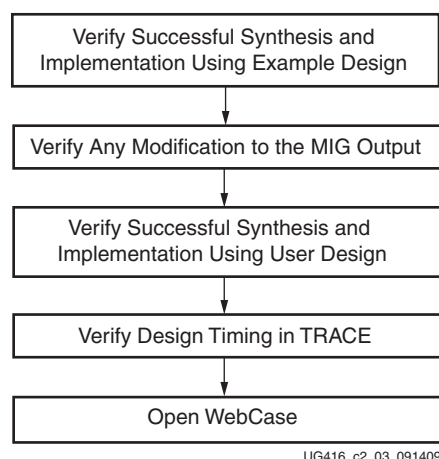 Verify Successful Synthesis and
Implementation Using Example Design
Verify Any Modification to the MIG Output
Verify Successful Synthesis and
Implementation Using User Design
Verify Design Timing in TRACE
Open WebCase
UG416_c2_03_091409